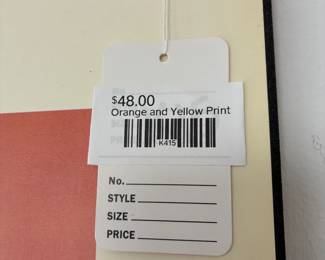 $48.00
Orange and Yellow Print
K415
No.
STYLE
SIZE
PRICE